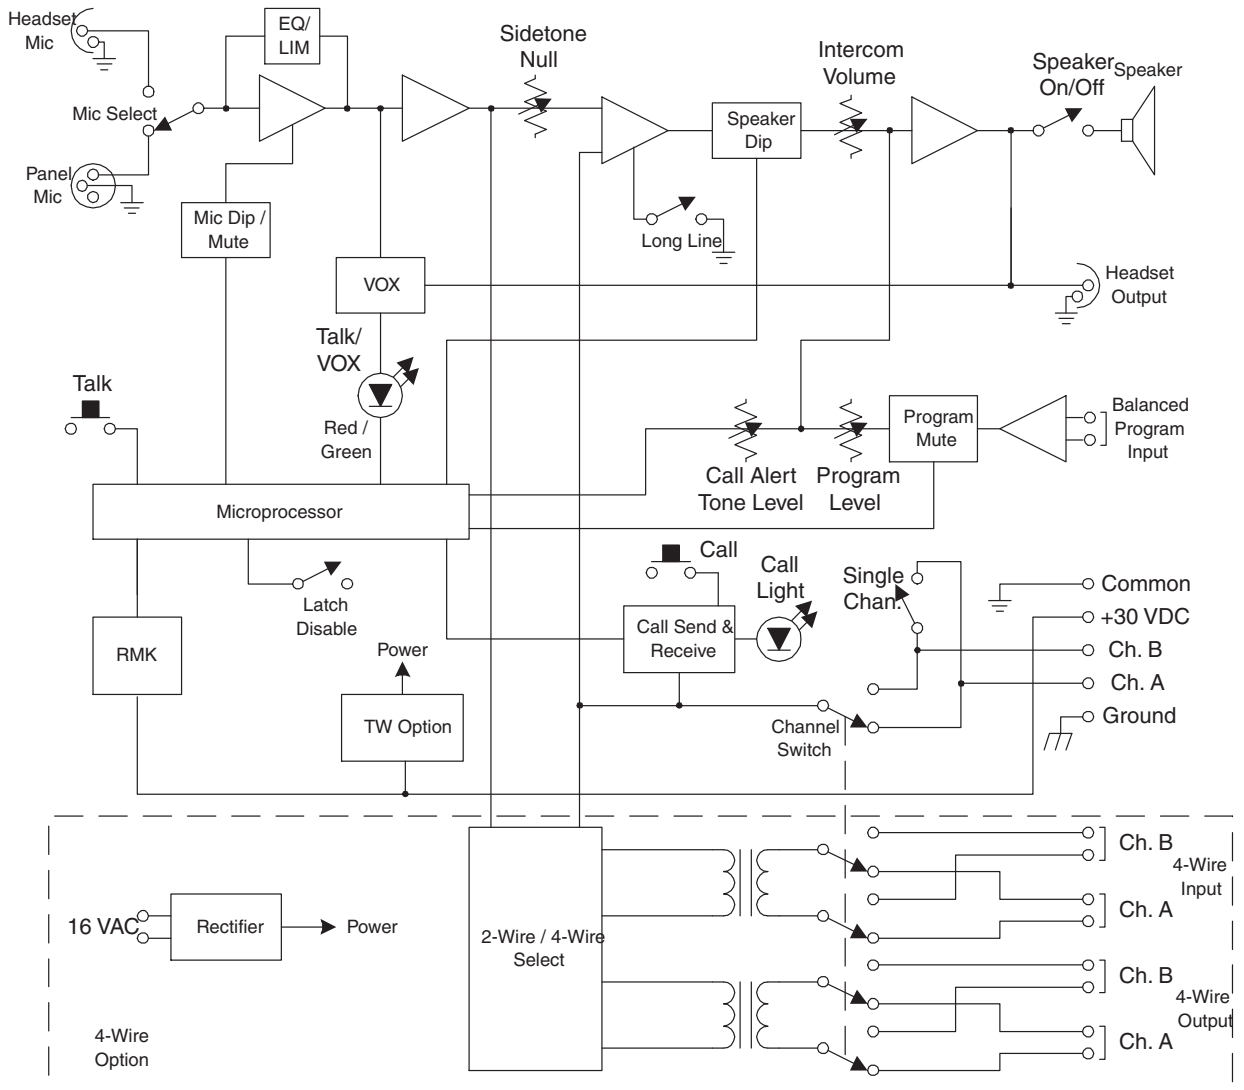 Headset
Mic
EQ/
LIM
Sidetone
Null
Intercom
Volume
Speaker
On/Off
Speaker
Mic Select
Speaker
Dip
Panel
Mic
Mic Dip /
Mute
Long Line
VOX
Headset
Output
Talk/
VOX
Talk
Red /
Green
Program
Mute
Balanced
Program
Input
Call Alert
Tone Level
Program
Level
Microprocessor
Call
Call
Light
Single
Chan.
Common
Latch
Disable
+30 VDC
RMK
Call Send &
Receive
Power
Ch. B
Ch. A
TW Option
Channel
Switch
Ground
Ch. B
4-Wire
Input
16 VAC
Rectifier
Power
2-Wire / 4-Wire
Select
Ch. A
Ch. B
4-Wire
Output
4-Wire
Option
Ch. A